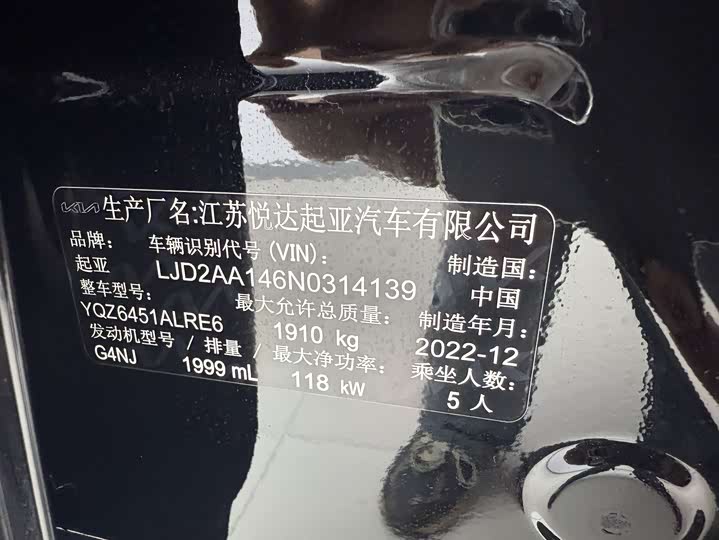 KIA 生产厂名:江苏悦达起亚汽车有限公司
品牌: 车辆识别代号(VIN): 制造国:
起亚 LJD2AA146N0314139 中国
整车型号: 最大允许总质量: 制造年月:
YQZ6451ALRE6 1910 kg 2022-12
发动机型号 / 排量 / 最大净功率: 乘坐人数:
G4NJ 1999 mL 118 kW 5 人